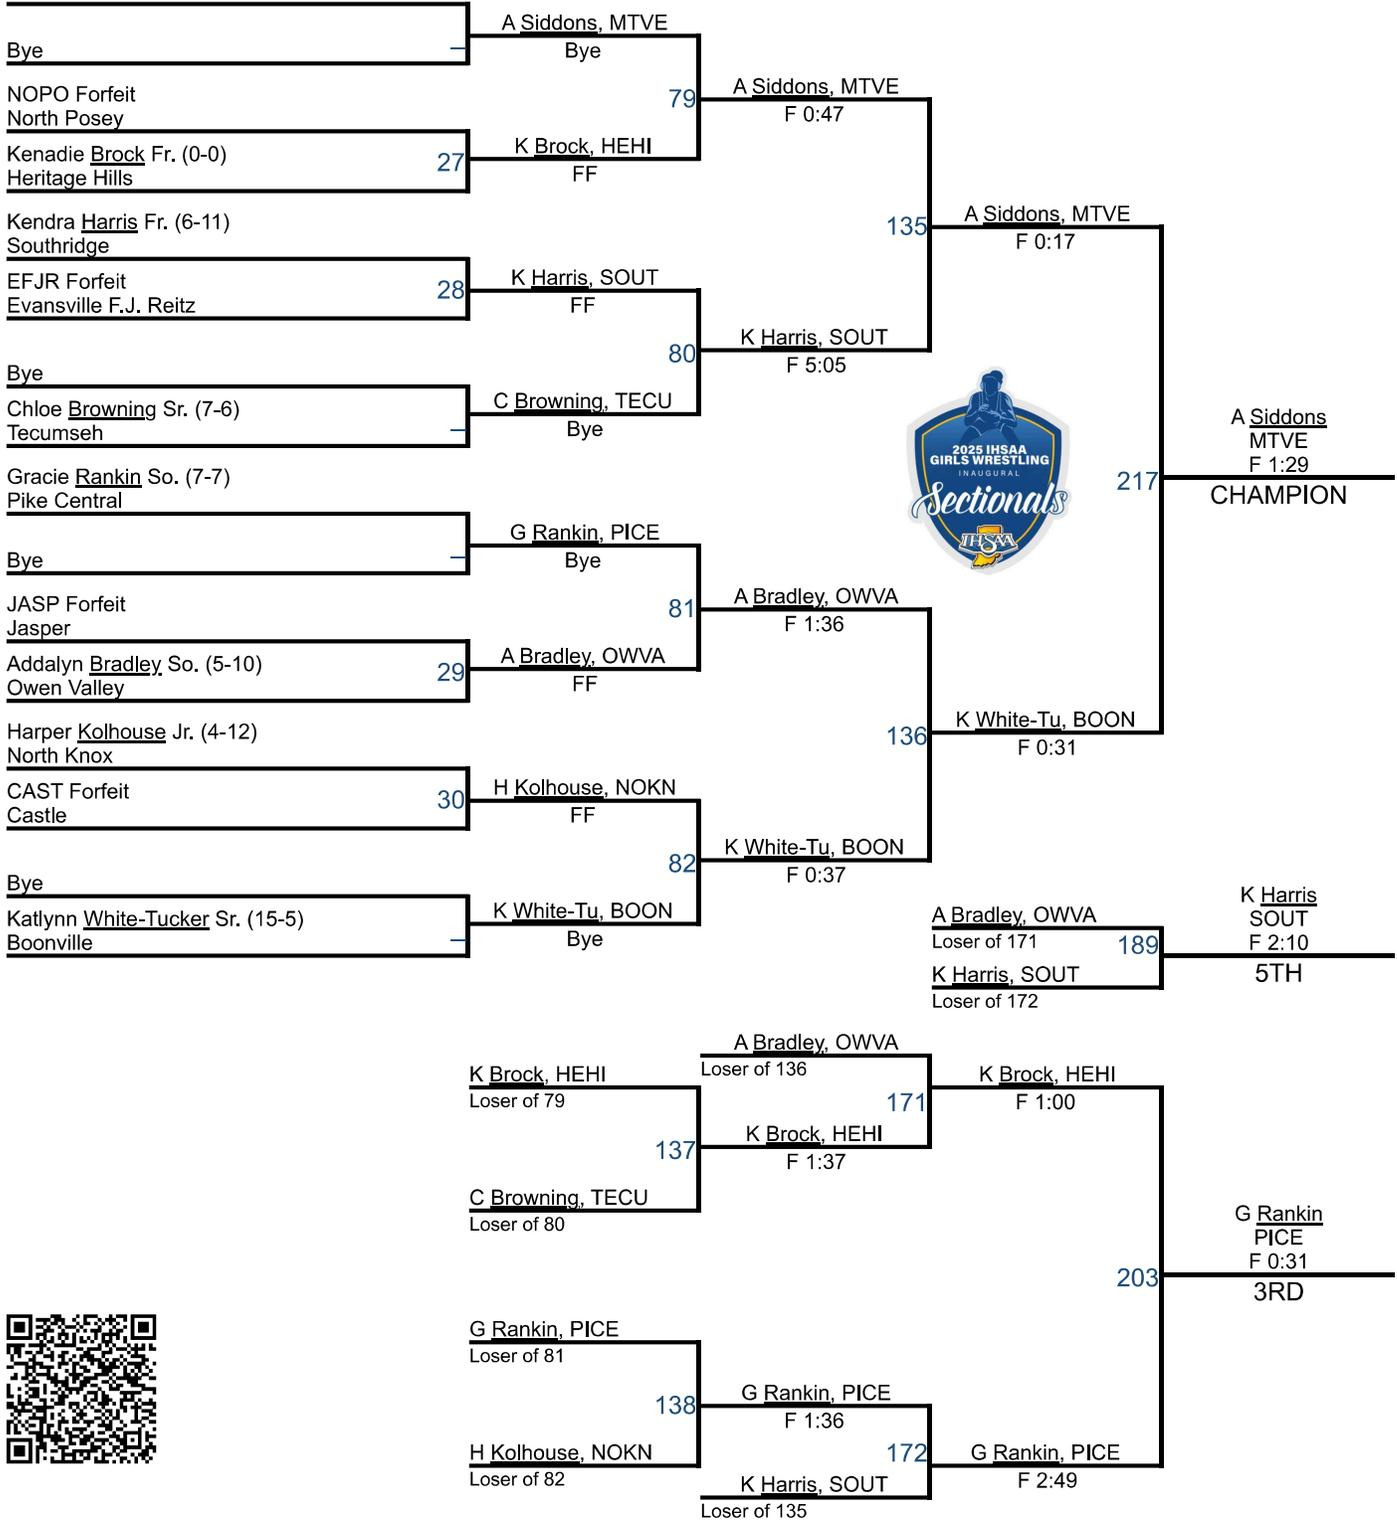 Bye
NOPO Forfeit
North Posey
Kenadie Brock Fr. (0-0)
Heritage Hills
27
Kendra Harris Fr. (6-11)
Southridge
EFJR Forfeit
Evansville F.J. Reitz
28
Bye
Chloe Browning Sr. (7-6)
Tecumseh
Gracie Rankin So. (7-7)
Pike Central
Bye
JASP Forfeit
Jasper
Addalyn Bradley So. (5-10)
Owen Valley
29
Harper Kolhouse Jr. (4-12)
North Knox
CAST Forfeit
Castle
30
Bye
Katlynn White-Tucker Sr. (15-5)
Boonville
A Siddons, MTVE
Bye
79
K Brock, HEHI
FF
K Harris, SOUT
FF
80
C Browning, TECU
Bye
G Rankin, PICE
Bye
81
A Bradley, OWVA
FF
H Kolhouse, NOKN
FF
82
K White-Tu, BOON
Bye
A Siddons, MTVE
F 0:47
135
K Harris, SOUT
F 5:05
A Bradley, OWVA
F 1:36
136
K White-Tu, BOON
F 0:37
A Siddons, MTVE
F 0:17
2025 IHSAA
GIRLS WRESTLING
INAUGURAL
Sectionals
IHSAA
217
K White-Tu, BOON
F 0:31
A Siddons
MTVE
F 1:29
CHAMPION
A Bradley, OWVA
Loser of 171
189
K Harris, SOUT
Loser of 172
K Harris
SOUT
F 2:10
5TH
K Brock, HEHI
Loser of 79
137
C Browning, TECU
Loser of 80
A Bradley, OWVA
Loser of 136
171
K Brock, HEHI
F 1:37
K Brock, HEHI
F 1:00
203
G Rankin
PICE
F 0:31
3RD
G Rankin, PICE
Loser of 81
138
H Kolhouse, NOKN
Loser of 82
G Rankin, PICE
F 1:36
172
K Harris, SOUT
Loser of 135
G Rankin, PICE
F 2:49